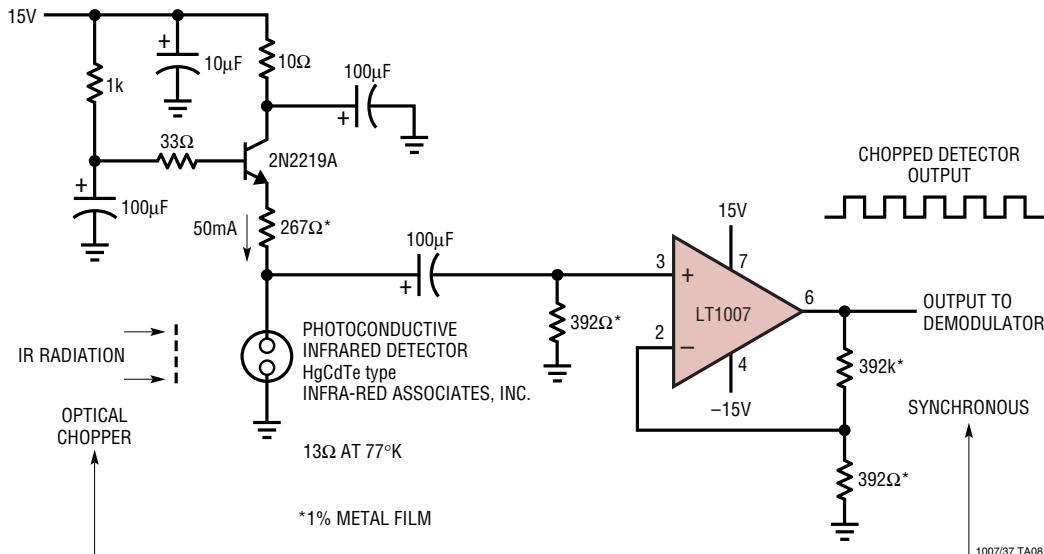 15V
1k
+
10µF
10Ω
100µF
+
33Ω
2N2219A
+
100µF
50mA
267Ω*
100µF
+
392Ω*
PHOTOCONDUCTIVE
INFRARED DETECTOR
HgCdTe type
INFRA-RED ASSOCIATES, INC.
13Ω AT 77°K
*1% METAL FILM
IR RADIATION
OPTICAL
CHOPPER
CHOPPED DETECTOR
OUTPUT
15V
3
+
7
LT1007
6
2
–
4
–15V
OUTPUT TO
DEMODULATOR
392k*
SYNCHRONOUS
392Ω*
1007/37 TA08